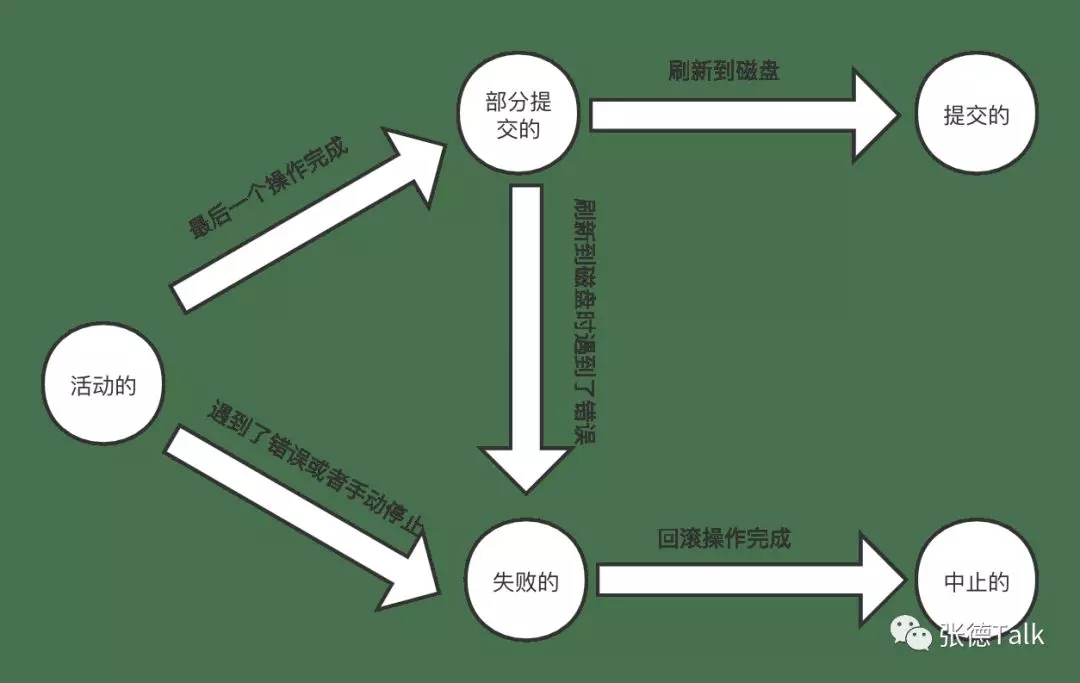 部分提
交的
刷新到磁盘
提交的
最后一个操作完成
刷新到磁盘时遇到了错误
活动的
遇到了错误或者手动停止
失败的
回滚操作完成
中止的
张德Talk